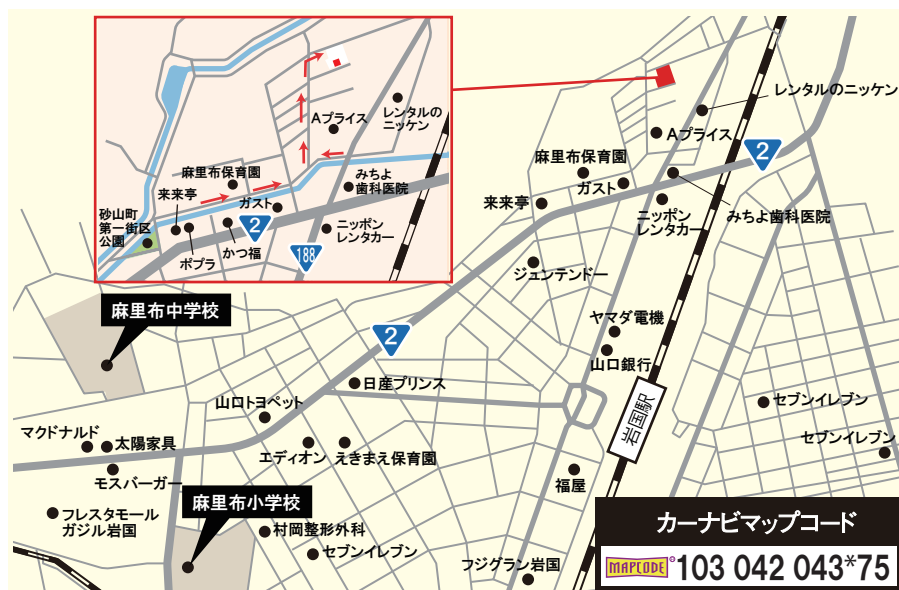 Aプライス
レンタルの
ニッケン
麻里布保育園
来来亭
ガスト
みちよ
歯科医院
砂山町
第一街区
公園
ポプラ
かつ福
2
188
ニッポン
レンタカー
レンタルのニッケン
Aプライス
2
麻里布保育園
ガスト
来来亭
ニッポン
レンタカー
みちよ歯科医院
ジュンテンドー
麻里布中学校
2
ヤマダ電機
山口銀行
日産プリンス
山口トヨペット
岩国駅
セブンイレブン
セブンイレブン
マクドナルド
太陽家具
モスバーガー
エディオン
えきまえ保育園
福屋
麻里布小学校
フレスタモール
ガジル岩国
村岡整形外科
セブンイレブン
フジグラン岩国
カーナビマップコード
MAPCODE® 103 042 043*75